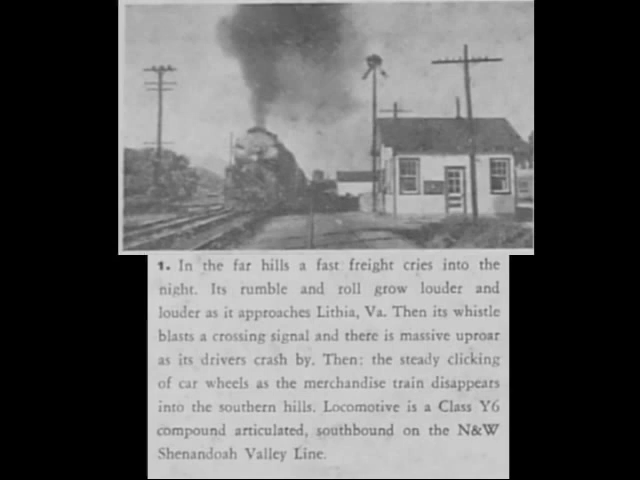 1. In the far hills a fast freight cries into the
night. Its rumble and roll grow louder and
louder as it approaches Lithia, Va. Then its whistle
blasts a crossing signal and there is massive uproar
as its drivers crash by. Then: the steady clicking
of car wheels as the merchandise train disappears
into the southern hills. Locomotive is a Class Y6
compound articulated, southbound on the N&W
Shenandoah Valley Line.